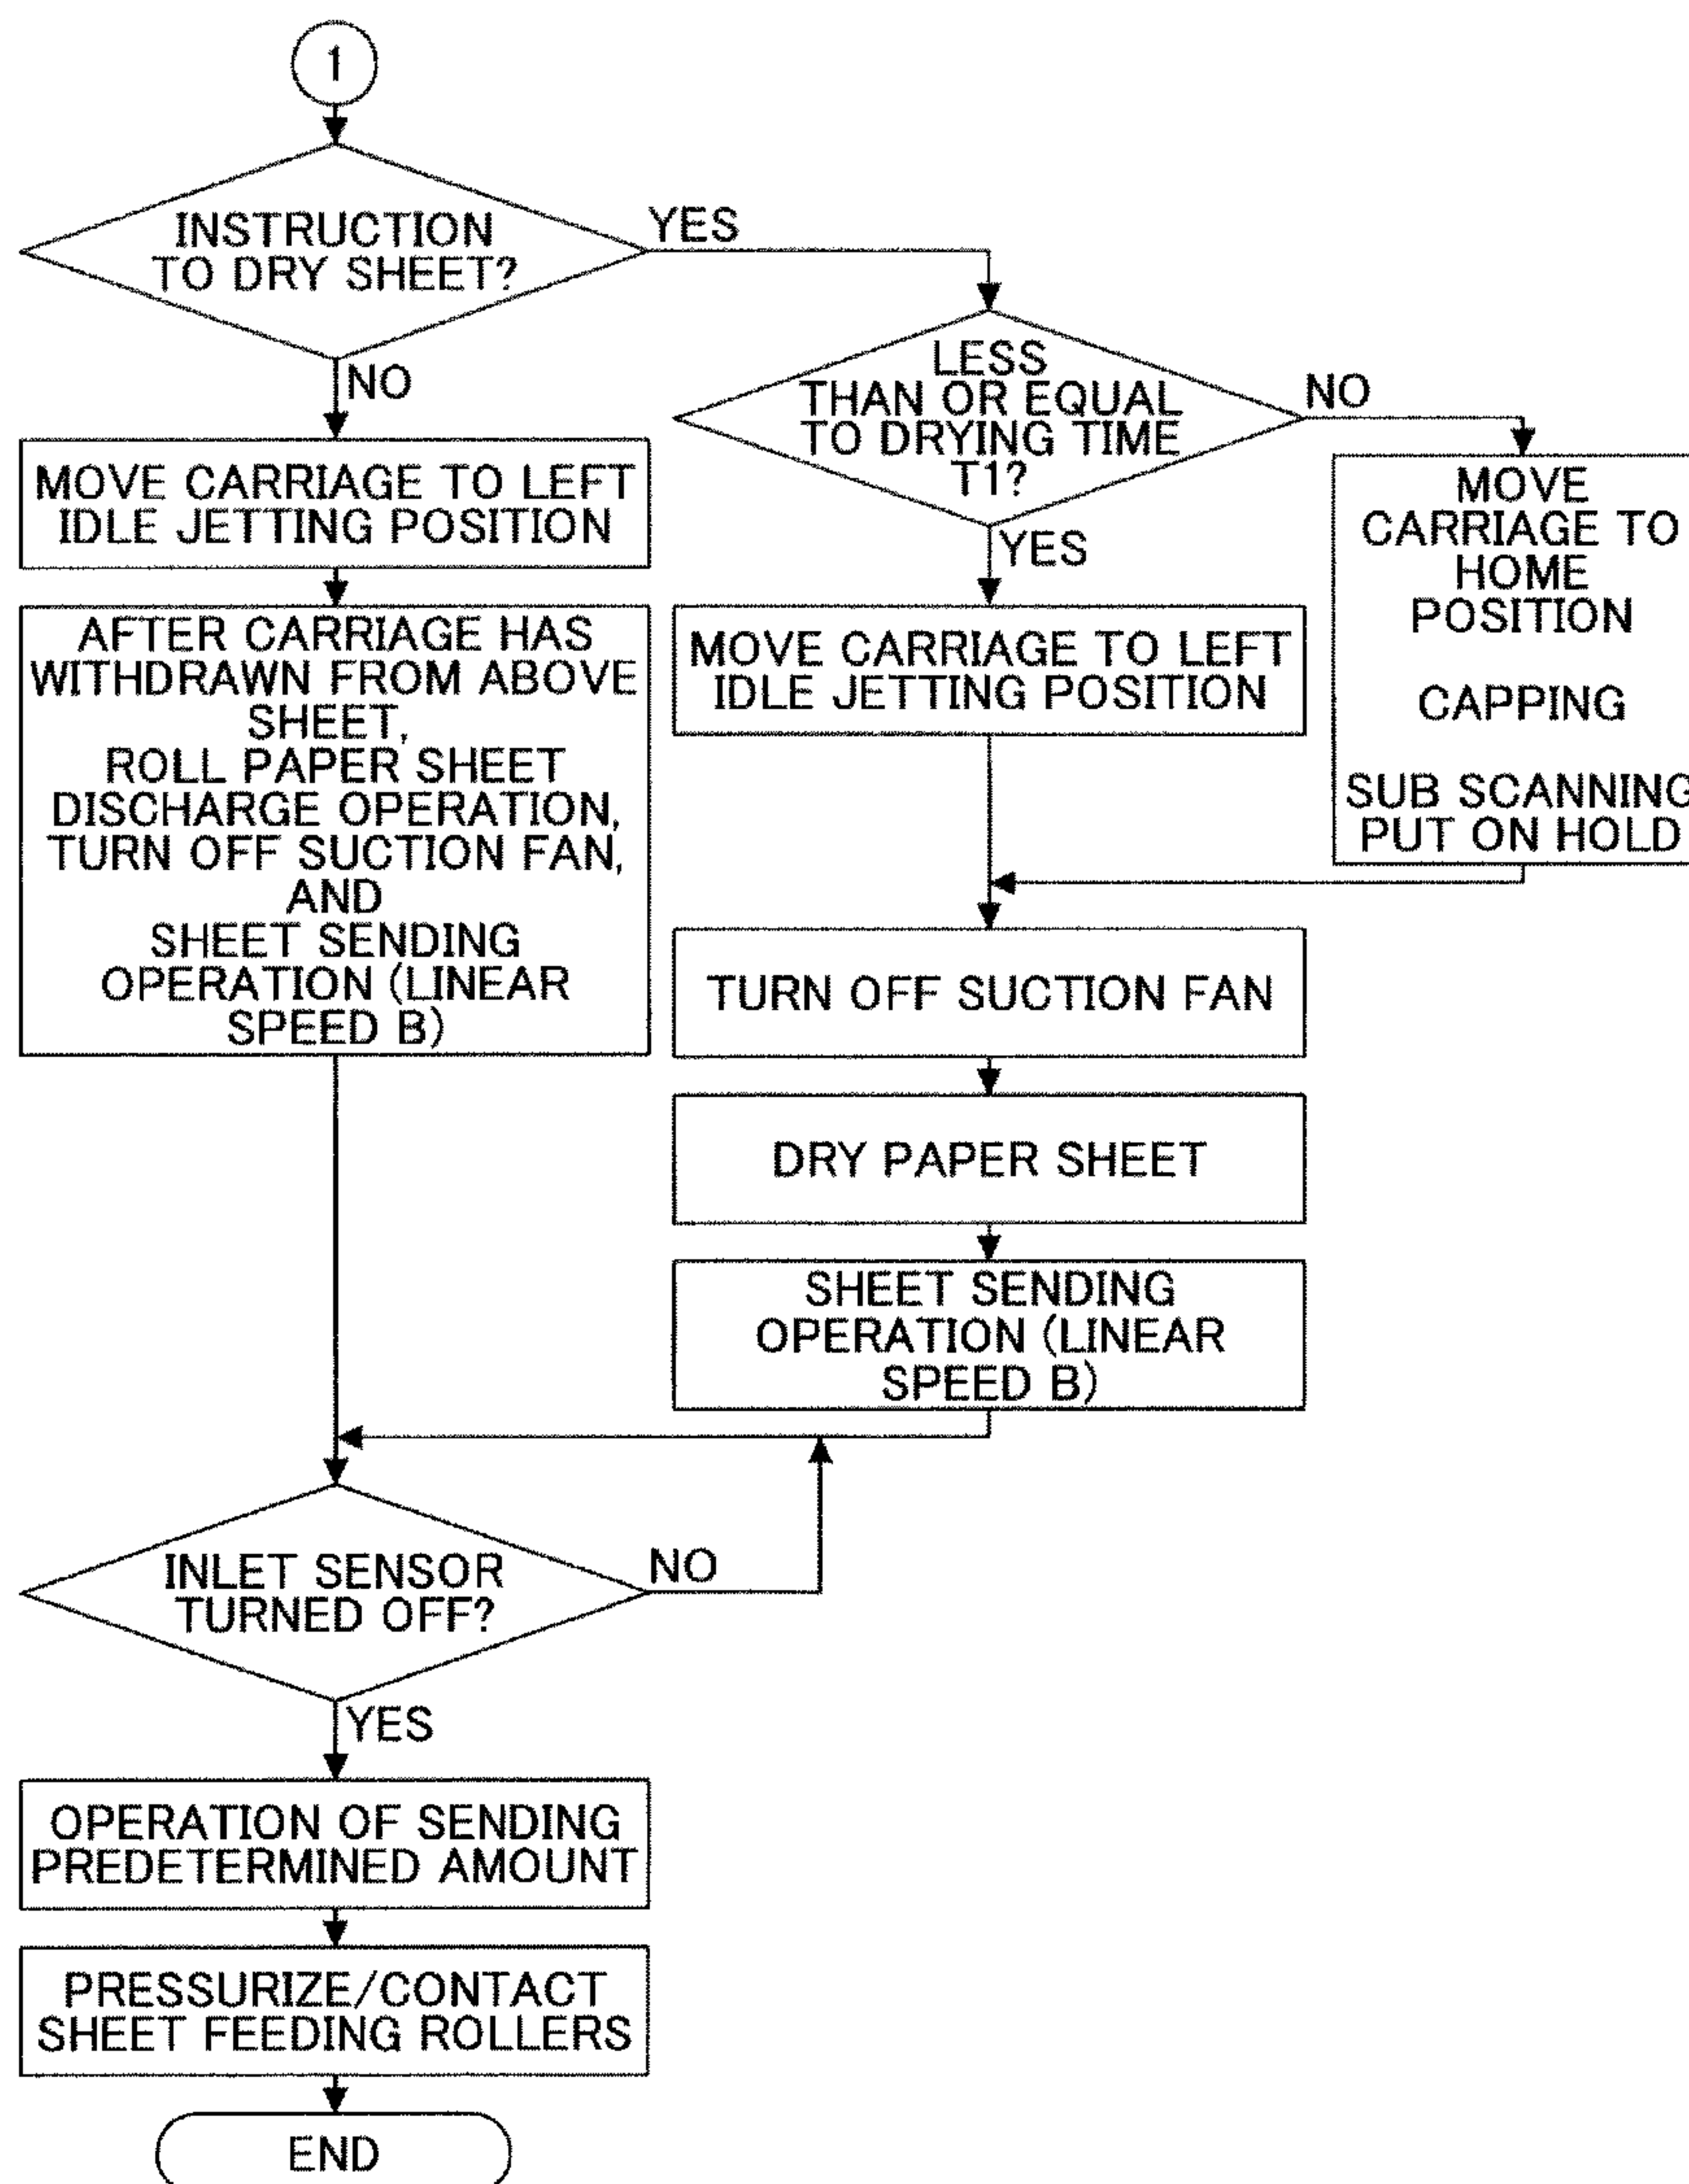 1
INSTRUCTION
TO DRY SHEET?
YES
NO
LESS
THAN OR EQUAL
TO DRYING TIME
T1?
NO
YES
MOVE CARRIAGE TO LEFT
IDLE JETTING POSITION
MOVE
CARRIAGE TO
HOME
POSITION
CAPPING
SUB SCANNING
PUT ON HOLD
AFTER CARRIAGE HAS
WITHDRAWN FROM ABOVE
SHEET,
ROLL PAPER SHEET
DISCHARGE OPERATION,
TURN OFF SUCTION FAN,
AND
SHEET SENDING
OPERATION (LINEAR
SPEED B)
MOVE CARRIAGE TO LEFT
IDLE JETTING POSITION
TURN OFF SUCTION FAN
DRY PAPER SHEET
SHEET SENDING
OPERATION (LINEAR
SPEED B)
INLET SENSOR
TURNED OFF?
NO
YES
OPERATION OF SENDING
PREDETERMINED AMOUNT
PRESSURIZE/CONTACT
SHEET FEEDING ROLLERS
END